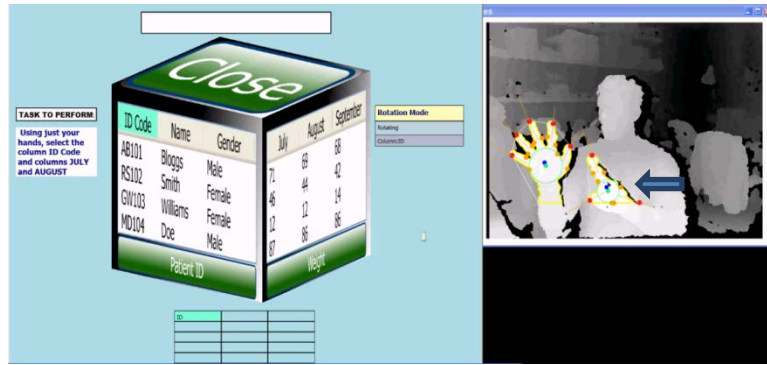 es
Close
TASK TO PERFORM:
Using just your
hands, select the
column ID Code
and columns JULY
and AUGUST
ID Code Name Gender
AB101 Bloggs Male
RS102 Smith Female
GW103 Williams Female
MD104 Doe Male
Patient ID
July August September
71 69 68
46 44 42
12 12 14
87 86 86
Weight
Rotation Mode
Rotating
Column:ID
ID